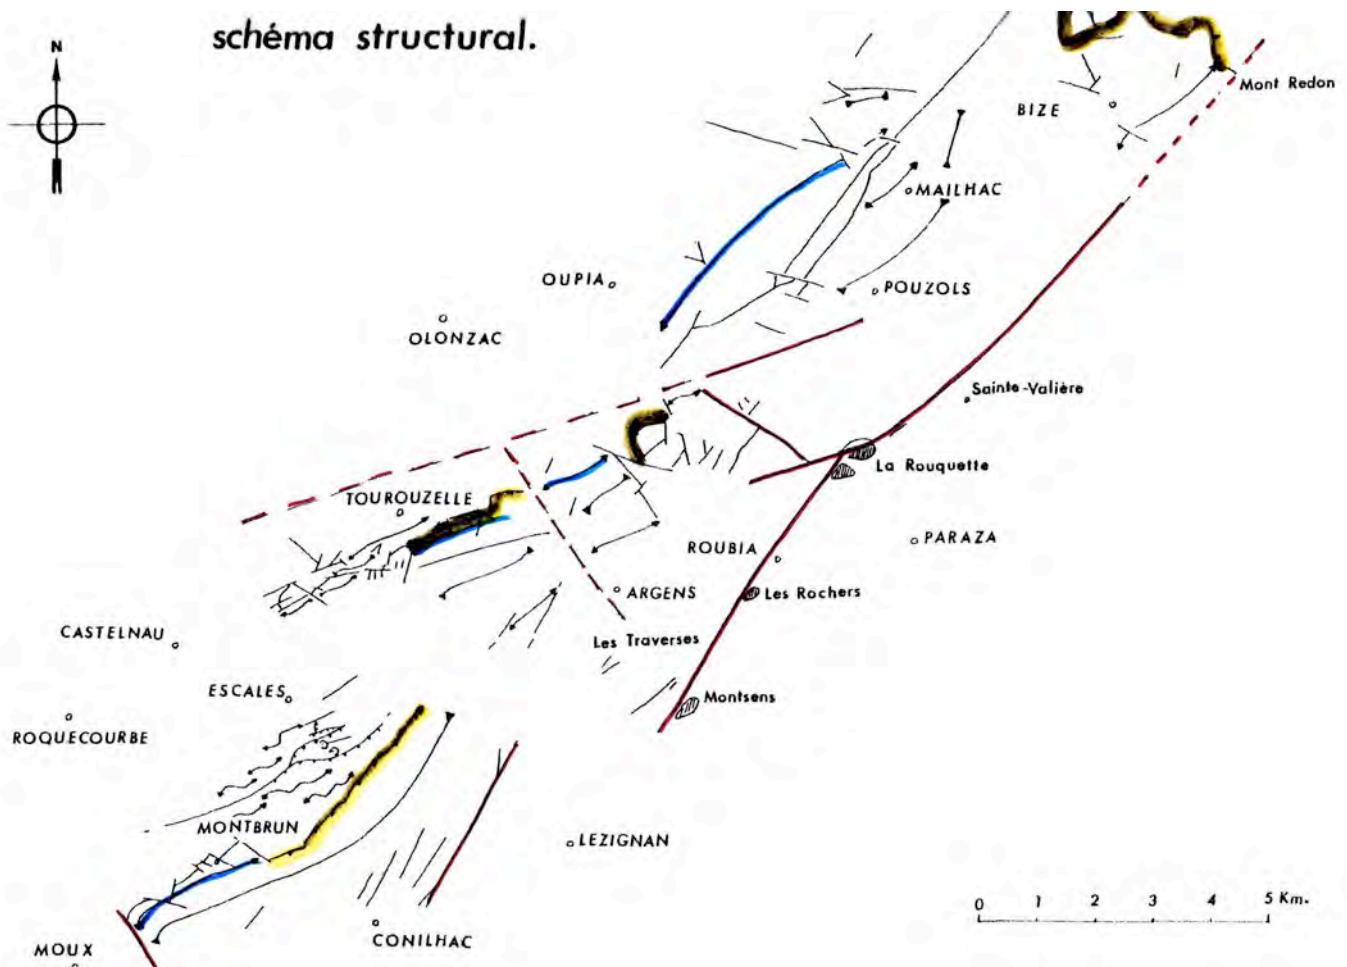 schéma structural.
N
Mont Redon
BIZE
MAILHAC
OUPIA
POUZOLS
OLONZAC
Sainte-Valière
La Rouquette
TOUROUZELLE
PARAZA
ROUBIA
ARGENS
Les Rochers
CASTELNAU
Les Traverses
ESCALES
Montsens
ROQUECOURBE
MONTBRUN
LEZIGNAN
0 1 2 3 4 5 Km.
CONILHAC
MOUX